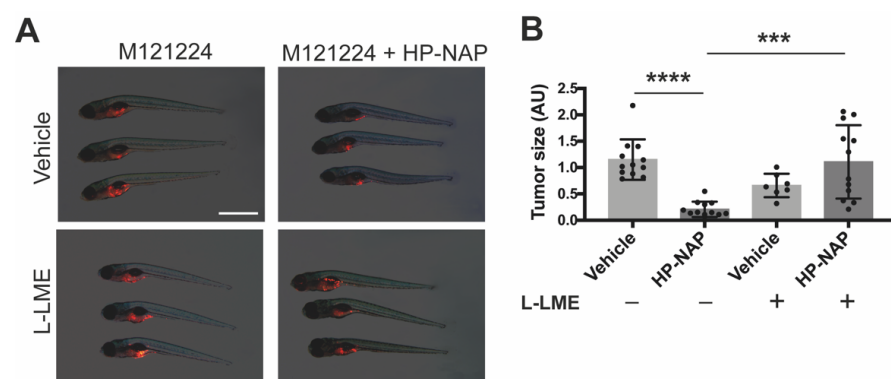 A
M121224
M121224 + HP-NAP
Vehicle
L-LME
B
***
****
Tumor size (AU)
2.5
2.0
1.5
1.0
0.5
0.0
Vehicle
HP-NAP
Vehicle
HP-NAP
L-LME − − + +